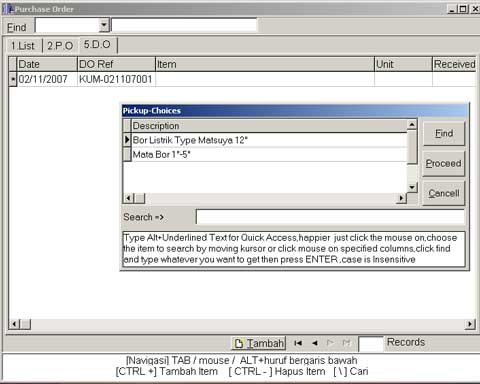 Purchase Order
Find
1.List 2.P.O 5.D.O
Date DO Ref Item Unit Received
02/11/2007 KUM-021107001
Pickup-Choices
Description
Bor Listrik Type Matsuya 12"
Mata Bor 1"-5"
Find
Proceed
Cancell
Search =>
Type Alt+Underlined Text for Quick Access,happier just click the mouse on,choose
the item to search by moving kursor or click mouse on specified columns,click find
and type whatever you want to get then press ENTER ,case is Insensitive
Tambah Records
[Navigasi] TAB / mouse / ALT+huruf bergaris bawah
[CTRL +] Tambah Item [ CTRL - ] Hapus Item [ \ ] Cari